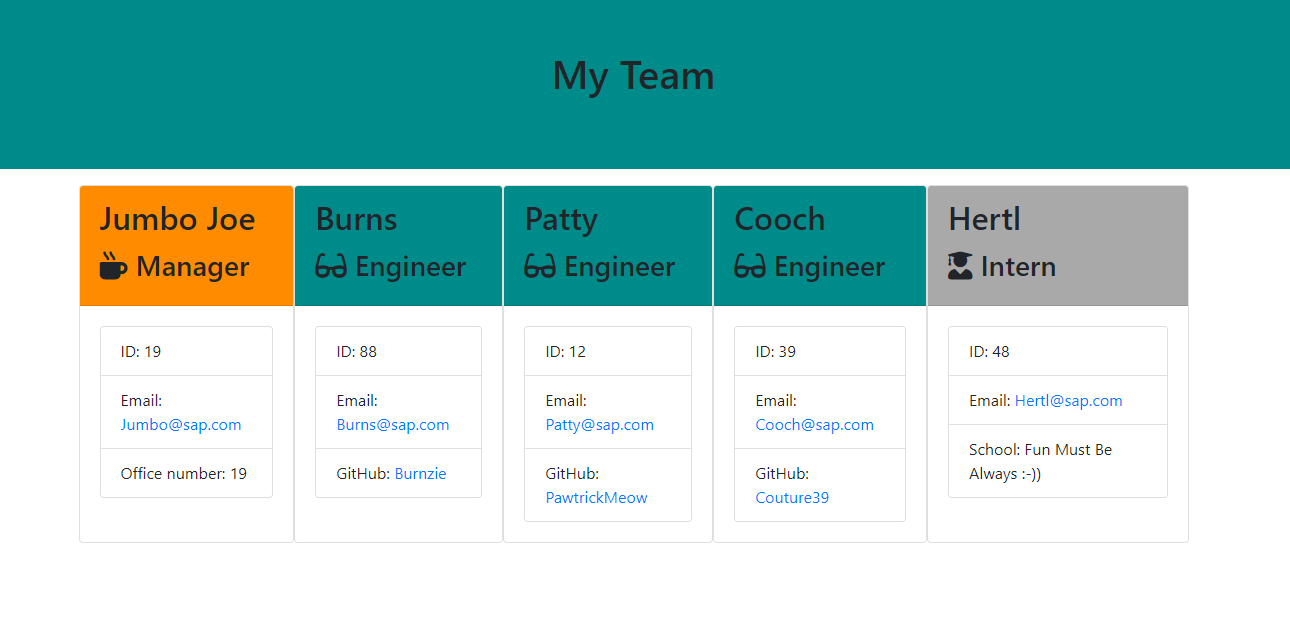 My Team
Jumbo Joe
Manager
ID: 19
Email:
Jumbo@sap.com
Office number: 19
Burns
Engineer
ID: 88
Email:
Burns@sap.com
GitHub: Burnzie
Patty
Engineer
ID: 12
Email:
Patty@sap.com
GitHub:
PawtrickMeow
Cooch
Engineer
ID: 39
Email:
Cooch@sap.com
GitHub:
Couture39
Hertl
Intern
ID: 48
Email: Hertl@sap.com
School: Fun Must Be
Always :-))